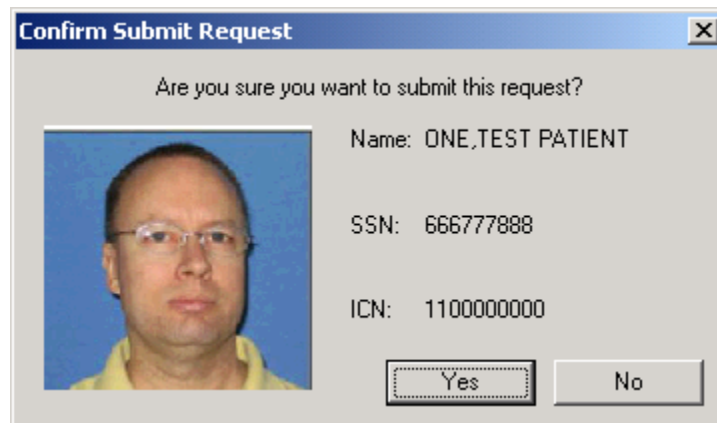 Confirm Submit Request
Are you sure you want to submit this request?
Name: ONE,TEST PATIENT
SSN: 666777888
ICN: 1100000000
Yes No